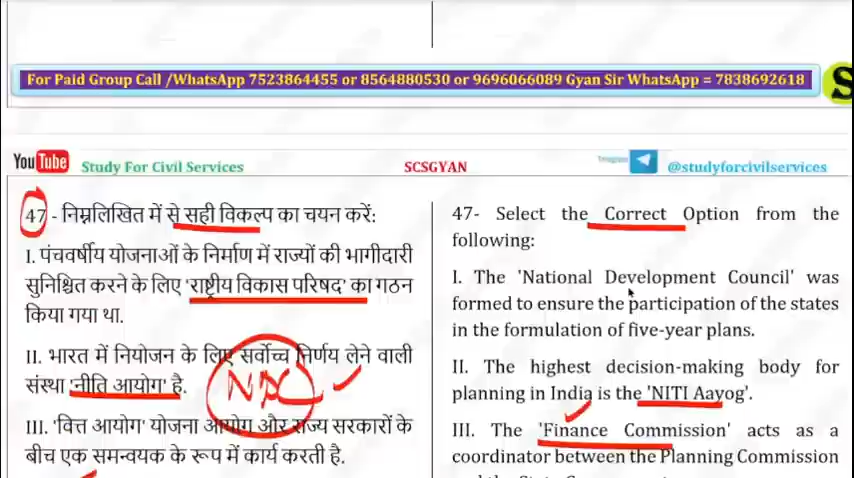 For Paid Group Call /WhatsApp 7523864455 or 8564880530 or 9696066089 Gyan Sir WhatsApp = 7838692618
S
YouTube Study For Civil Services SCSGYAN Telegram @studyforcivilservices
47 - निम्नलिखित में से सही विकल्प का चयन करें:
I. पंचवर्षीय योजनाओं के निर्माण में राज्यों की भागीदारी
सुनिश्चित करने के लिए 'राष्ट्रीय विकास परिषद' का गठन
किया गया था.
II. भारत में नियोजन के लिए सर्वोच्च निर्णय लेने वाली
संस्था 'नीति आयोग' है.
III. 'वित्त आयोग' योजना आयोग और राज्य सरकारों के
बीच एक समन्वयक के रूप में कार्य करती है.
47- Select the Correct Option from the
following:
I. The 'National Development Council' was
formed to ensure the participation of the states
in the formulation of five-year plans.
II. The highest decision-making body for
planning in India is the 'NITI Aayog'.
III. The 'Finance Commission' acts as a
coordinator between the Planning Commission